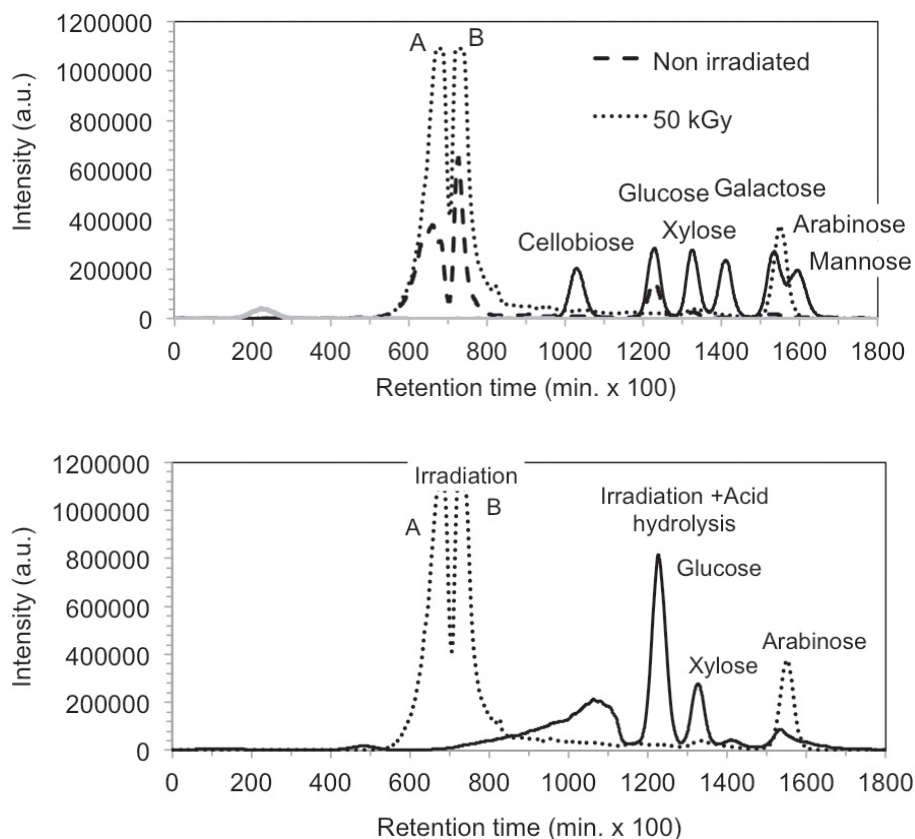 1200000
1000000
800000
600000
400000
200000
0
Intensity (a.u.)
A
B
Non irradiated
50 kGy
Cellobiose
Glucose
Galactose
Xylose
Arabinose
Mannose
0 200 400 600 800 1000 1200 1400 1600 1800
Retention time (min. x 100)
1200000
1000000
800000
600000
400000
200000
0
Intensity (a.u.)
Irradiation
A
B
Irradiation +Acid
hydrolysis
Glucose
Xylose
Arabinose
0 200 400 600 800 1000 1200 1400 1600 1800
Retention time (min. x 100)